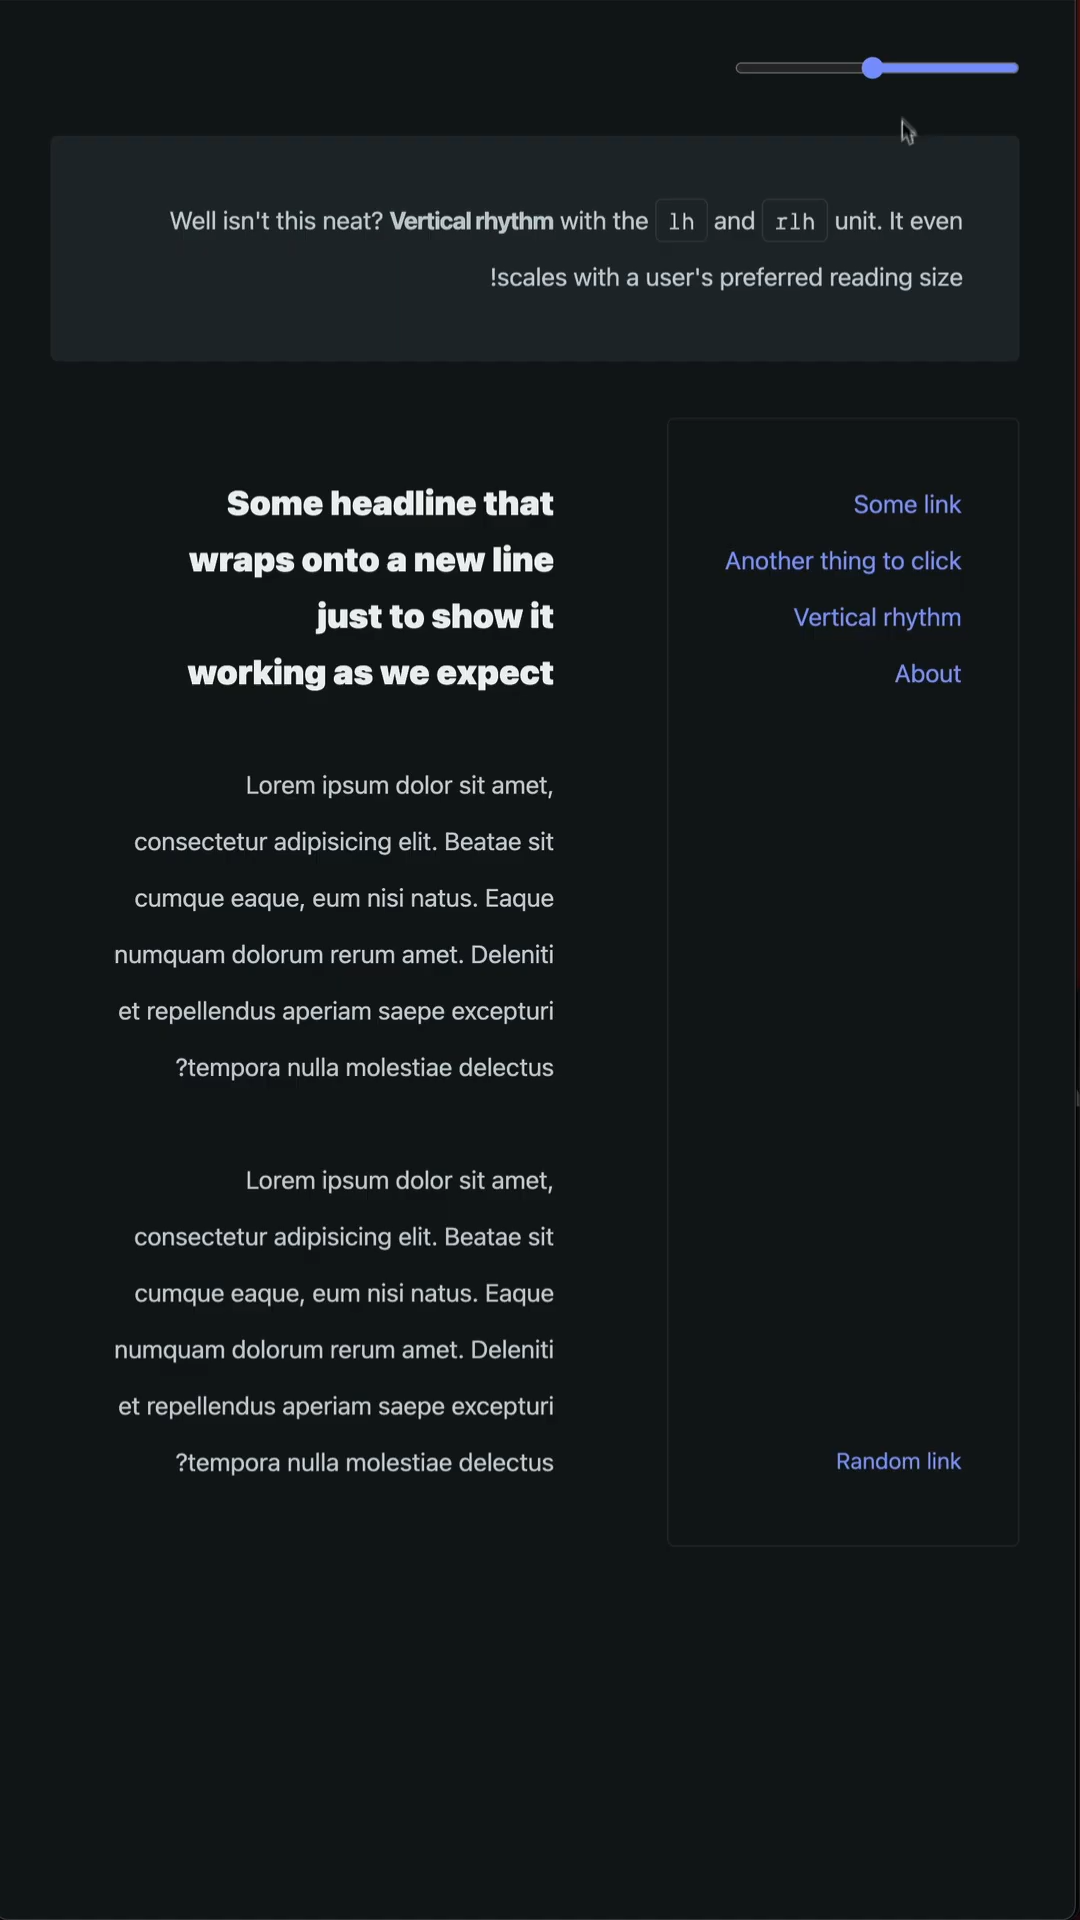 Well isn't this neat? Vertical rhythm with the lh and rlh unit. It even
!scales with a user's preferred reading size
Some link
Another thing to click
Vertical rhythm
About
Random link
Some headline that
wraps onto a new line
just to show it
working as we expect
Lorem ipsum dolor sit amet,
consectetur adipisicing elit. Beatae sit
cumque eaque, eum nisi natus. Eaque
numquam dolorum rerum amet. Deleniti
et repellendus aperiam saepe excepturi
?tempora nulla molestiae delectus
Lorem ipsum dolor sit amet,
consectetur adipisicing elit. Beatae sit
cumque eaque, eum nisi natus. Eaque
numquam dolorum rerum amet. Deleniti
et repellendus aperiam saepe excepturi
?tempora nulla molestiae delectus